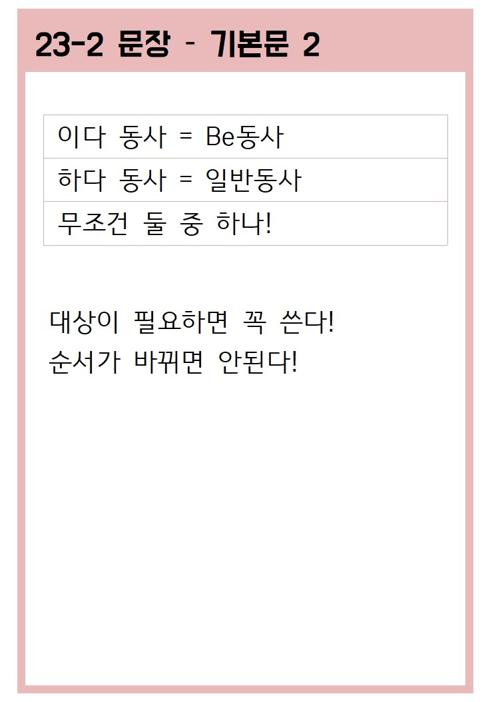 23-2 문장 - 기본문 2
이다 동사 = Be동사
하다 동사 = 일반동사
무조건 둘 중 하나!
대상이 필요하면 꼭 쓴다!
순서가 바뀌면 안된다!